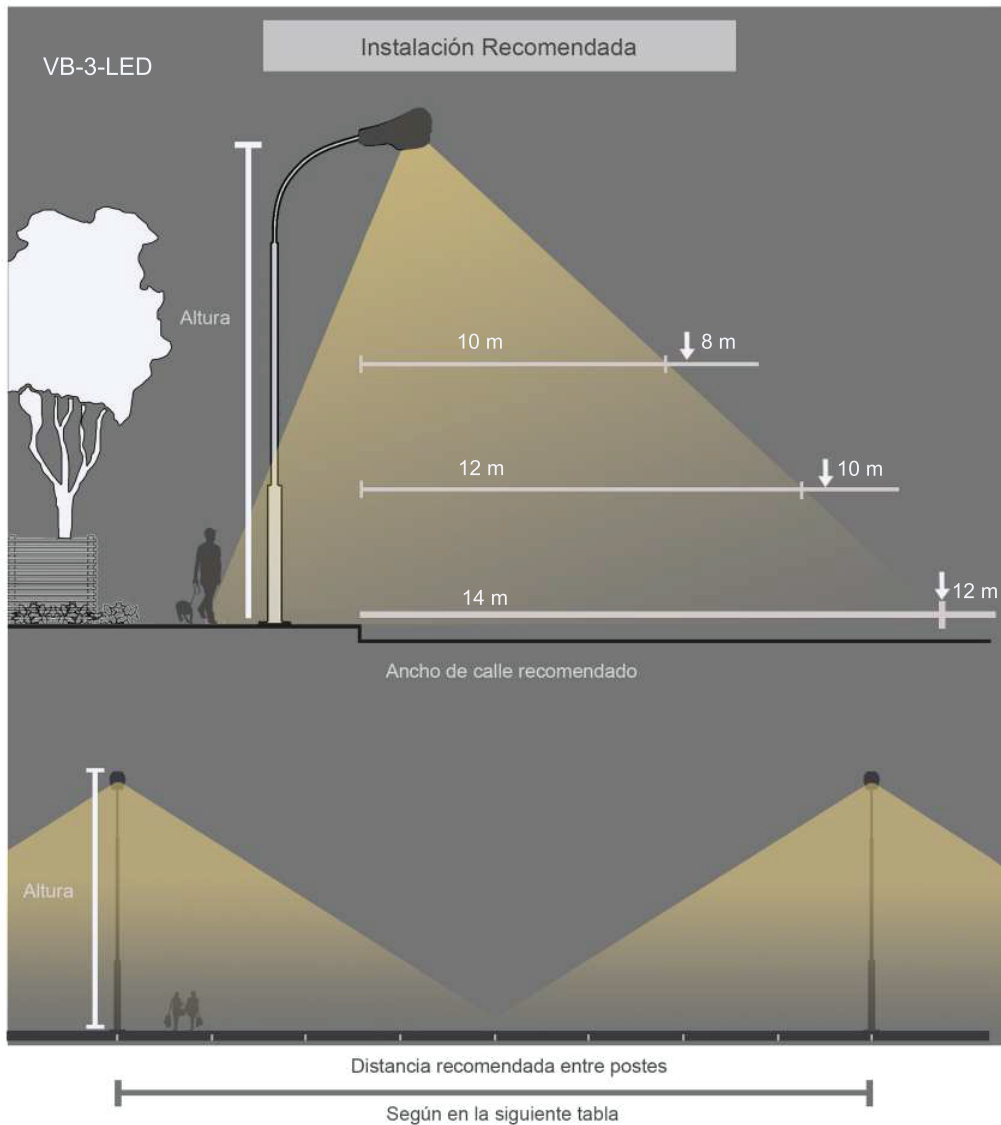 Instalación Recomendada
VB-3-LED
Altura
10 m
8 m
12 m
10 m
14 m
12 m
Ancho de calle recomendado
Altura
Distancia recomendada entre postes
Según en la siguiente tabla